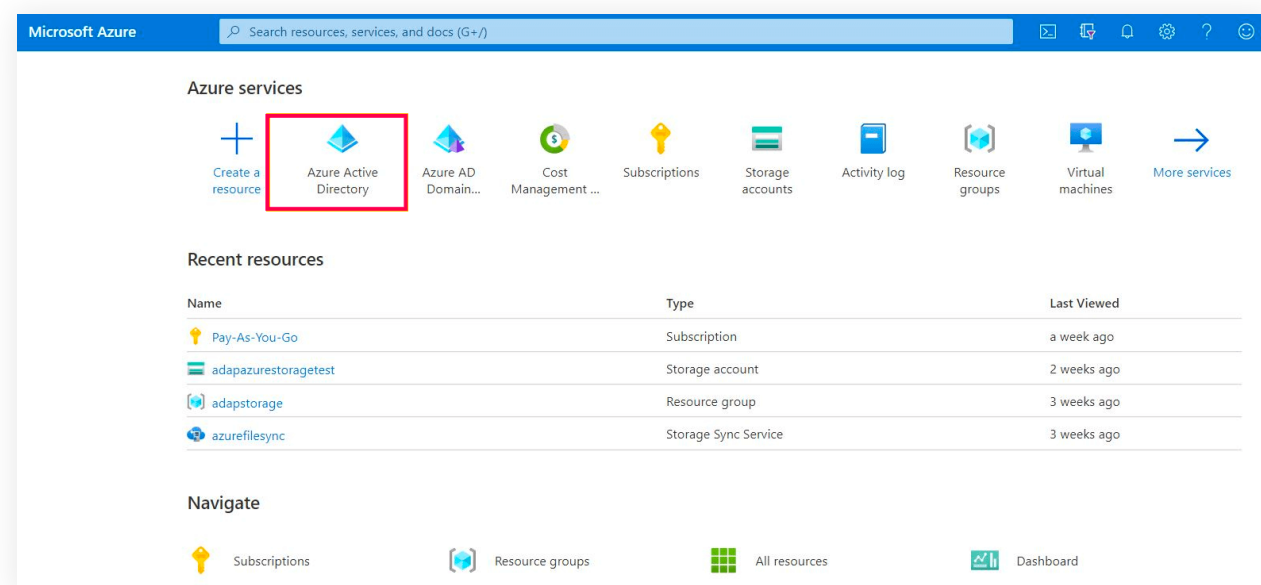 Microsoft Azure
Search resources, services, and docs (G+/)
Azure services
Create a resource
Azure Active Directory
Azure AD Domain...
Cost Management ...
Subscriptions
Storage accounts
Activity log
Resource groups
Virtual machines
More services
Recent resources
Name Type Last Viewed
Pay-As-You-Go Subscription a week ago
adapazurestoragetest Storage account 2 weeks ago
adapstorage Resource group 3 weeks ago
azurefilesync Storage Sync Service 3 weeks ago
Navigate
Subscriptions Resource groups All resources Dashboard